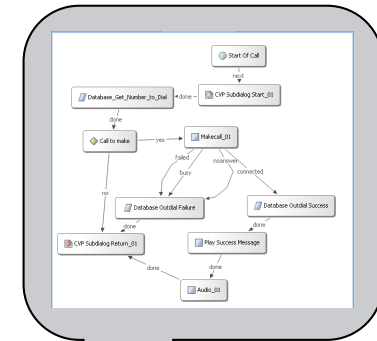 Start Of Call
next
Database_Get_Number_to_Dial
done
CVP Subdialog Start_01
done
Call to make
yes
Makecall_01
failed
noanswer
busy
connected
no
Database Outdial Failure
Database Outdial Success
done
done
CVP Subdialog Return_01
Play Success Message
done
done
Audio_01